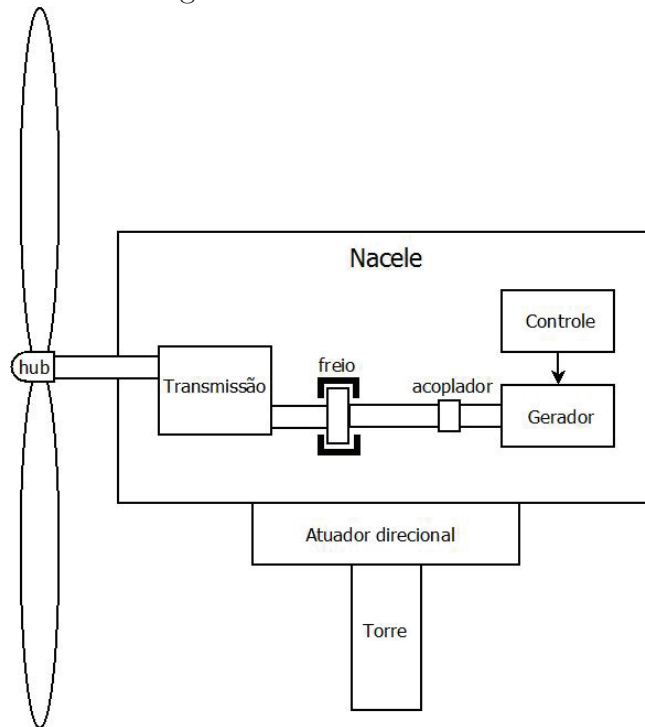 Nacele
Controle
hub
freio
Transmissão
acoplador
Gerador
Atuador direcional
Torre